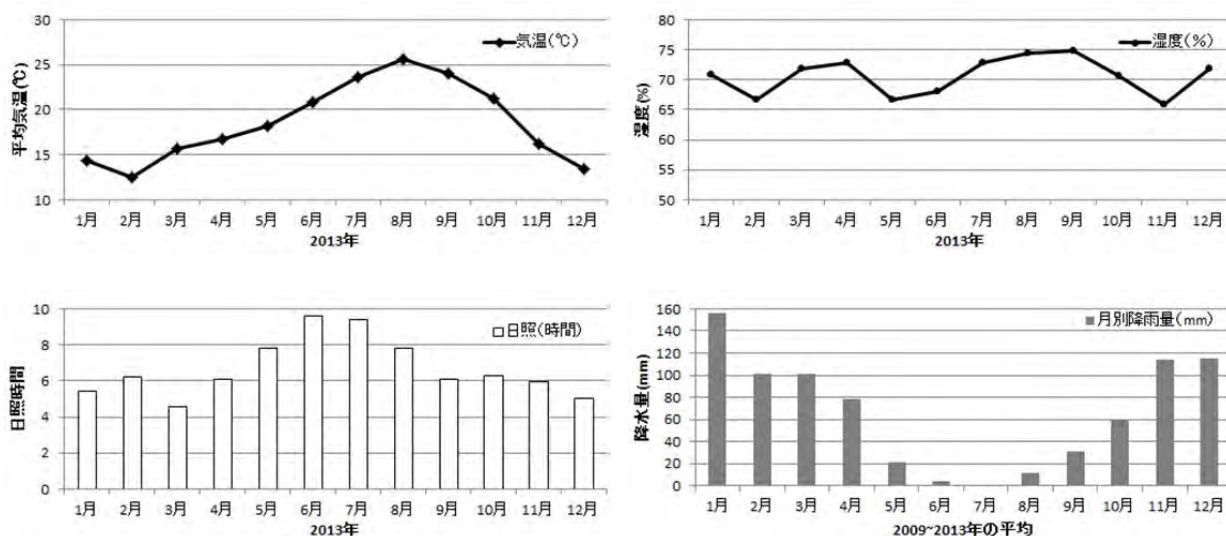 30
25
20
15
10
平均気温(℃)
気温(℃)
1月 2月 3月 4月 5月 6月 7月 8月 9月 10月 11月 12月
2013年
80
75
70
65
60
55
50
湿度(%)
湿度(%)
1月 2月 3月 4月 5月 6月 7月 8月 9月 10月 11月 12月
2013年
10
8
6
4
2
0
日照時間
日照(時間)
1月 2月 3月 4月 5月 6月 7月 8月 9月 10月 11月 12月
2013年
160
140
120
100
80
60
40
20
0
降水量(mm)
月別降雨量(mm)
1月 2月 3月 4月 5月 6月 7月 8月 9月 10月 11月 12月
2009~2013年の平均